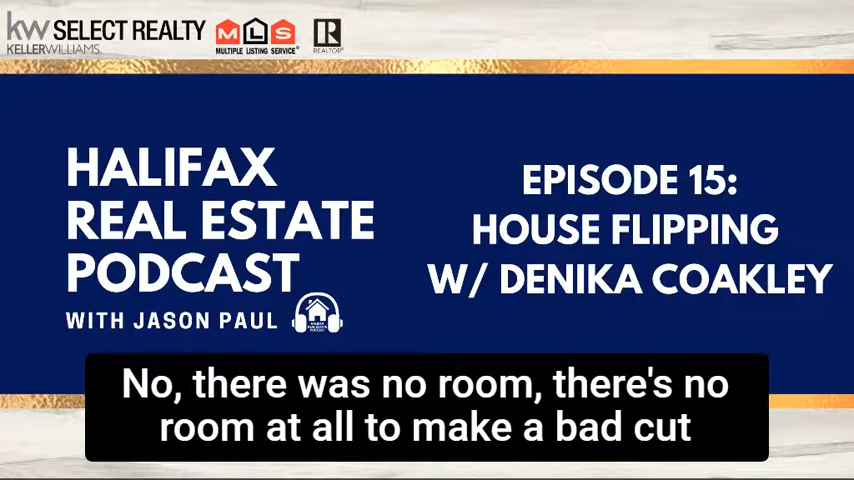 kw SELECT REALTY
KELLERWILLIAMS.
MLS
MULTIPLE LISTING SERVICE®
R
REALTOR®
HALIFAX
REAL ESTATE
PODCAST
WITH JASON PAUL
EPISODE 15:
HOUSE FLIPPING
W/ DENIKA COAKLEY
No, there was no room, there's no
room at all to make a bad cut